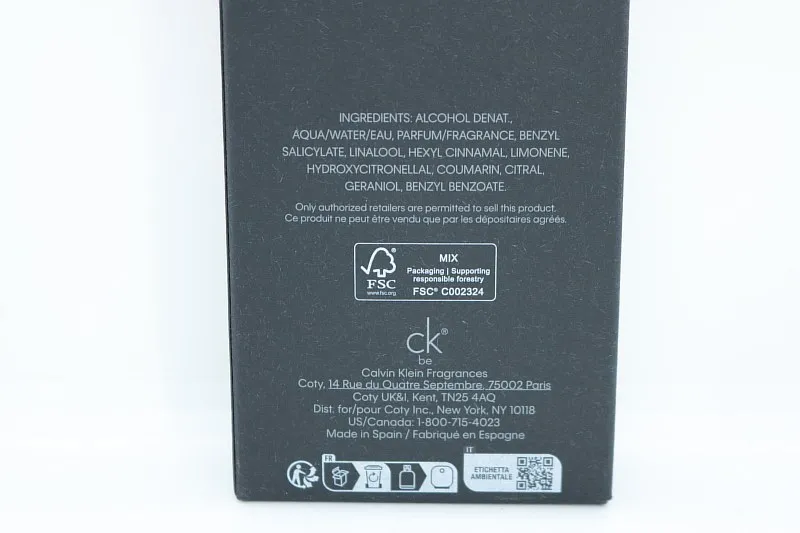 INGREDIENTS: ALCOHOL DENAT.,
AQUA/WATER/EAU, PARFUM/FRAGRANCE, BENZYL
SALICYLATE, LINALOOL, HEXYL CINNAMAL, LIMONENE,
HYDROXYCITRONELLAL, COUMARIN, CITRAL,
GERANIOL, BENZYL BENZOATE.
Only authorized retailers are permitted to sell this product.
Ce produit ne peut être vendu que par les dépositaires agréés.
FSC
www.fsc.org
MIX
Packaging | Supporting
responsible forestry
FSC® C002324
ck®
be
Calvin Klein Fragrances
Coty, 14 Rue du Quatre Septembre, 75002 Paris
Coty UK&I, Kent, TN25 4AQ
Dist. for/pour Coty Inc., New York, NY 10118
US/Canada: 1-800-715-4023
Made in Spain / Fabriqué en Espagne
FR
IT
ETICHETTA
AMBIENTALE